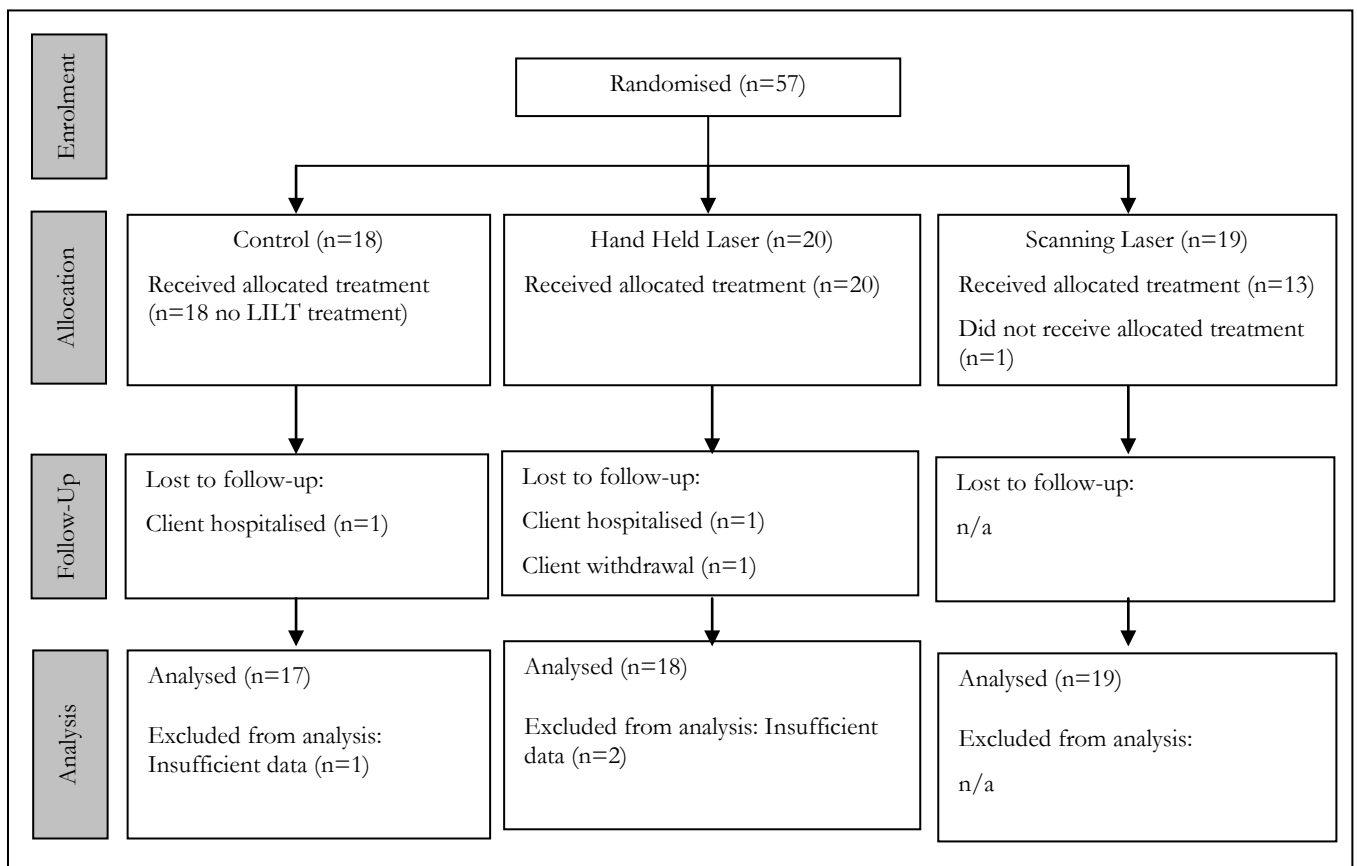 Enrolment
Randomised (n=57)
Allocation
Control (n=18)
Received allocated treatment
(n=18 no LILT treatment)
Hand Held Laser (n=20)
Received allocated treatment (n=20)
Scanning Laser (n=19)
Received allocated treatment (n=13)
Did not receive allocated treatment
(n=1)
Follow-Up
Lost to follow-up:
Client hospitalised (n=1)
Lost to follow-up:
Client hospitalised (n=1)
Client withdrawal (n=1)
Lost to follow-up:
n/a
Analysis
Analysed (n=17)
Excluded from analysis:
Insufficient data (n=1)
Analysed (n=18)
Excluded from analysis: Insufficient
data (n=2)
Analysed (n=19)
Excluded from analysis:
n/a